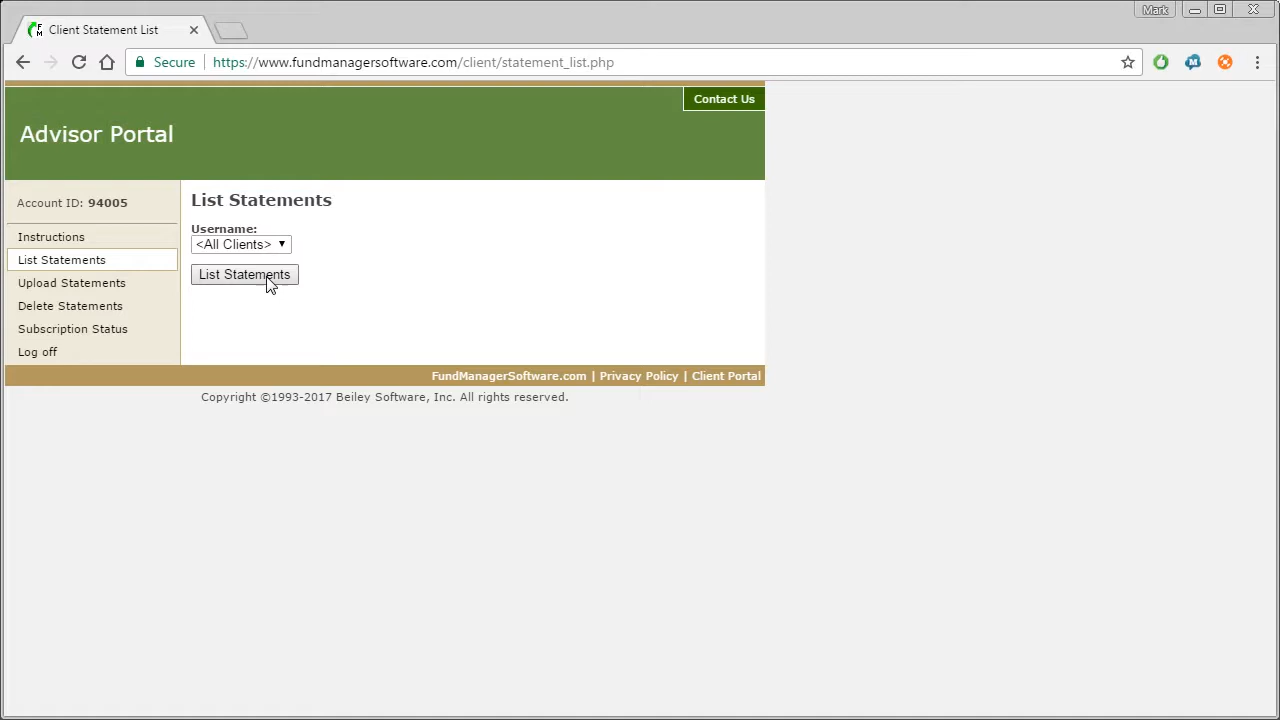 Mark
Client Statement List
Secure
https://www.fundmanagersoftware.com/client/statement_list.php
Contact Us
Advisor Portal
Account ID: 94005
Instructions
List Statements
Upload Statements
Delete Statements
Subscription Status
Log off
List Statements
Username:
<All Clients>
List Statements
FundManagerSoftware.com | Privacy Policy | Client Portal
Copyright ©1993-2017 Beiley Software, Inc. All rights reserved.